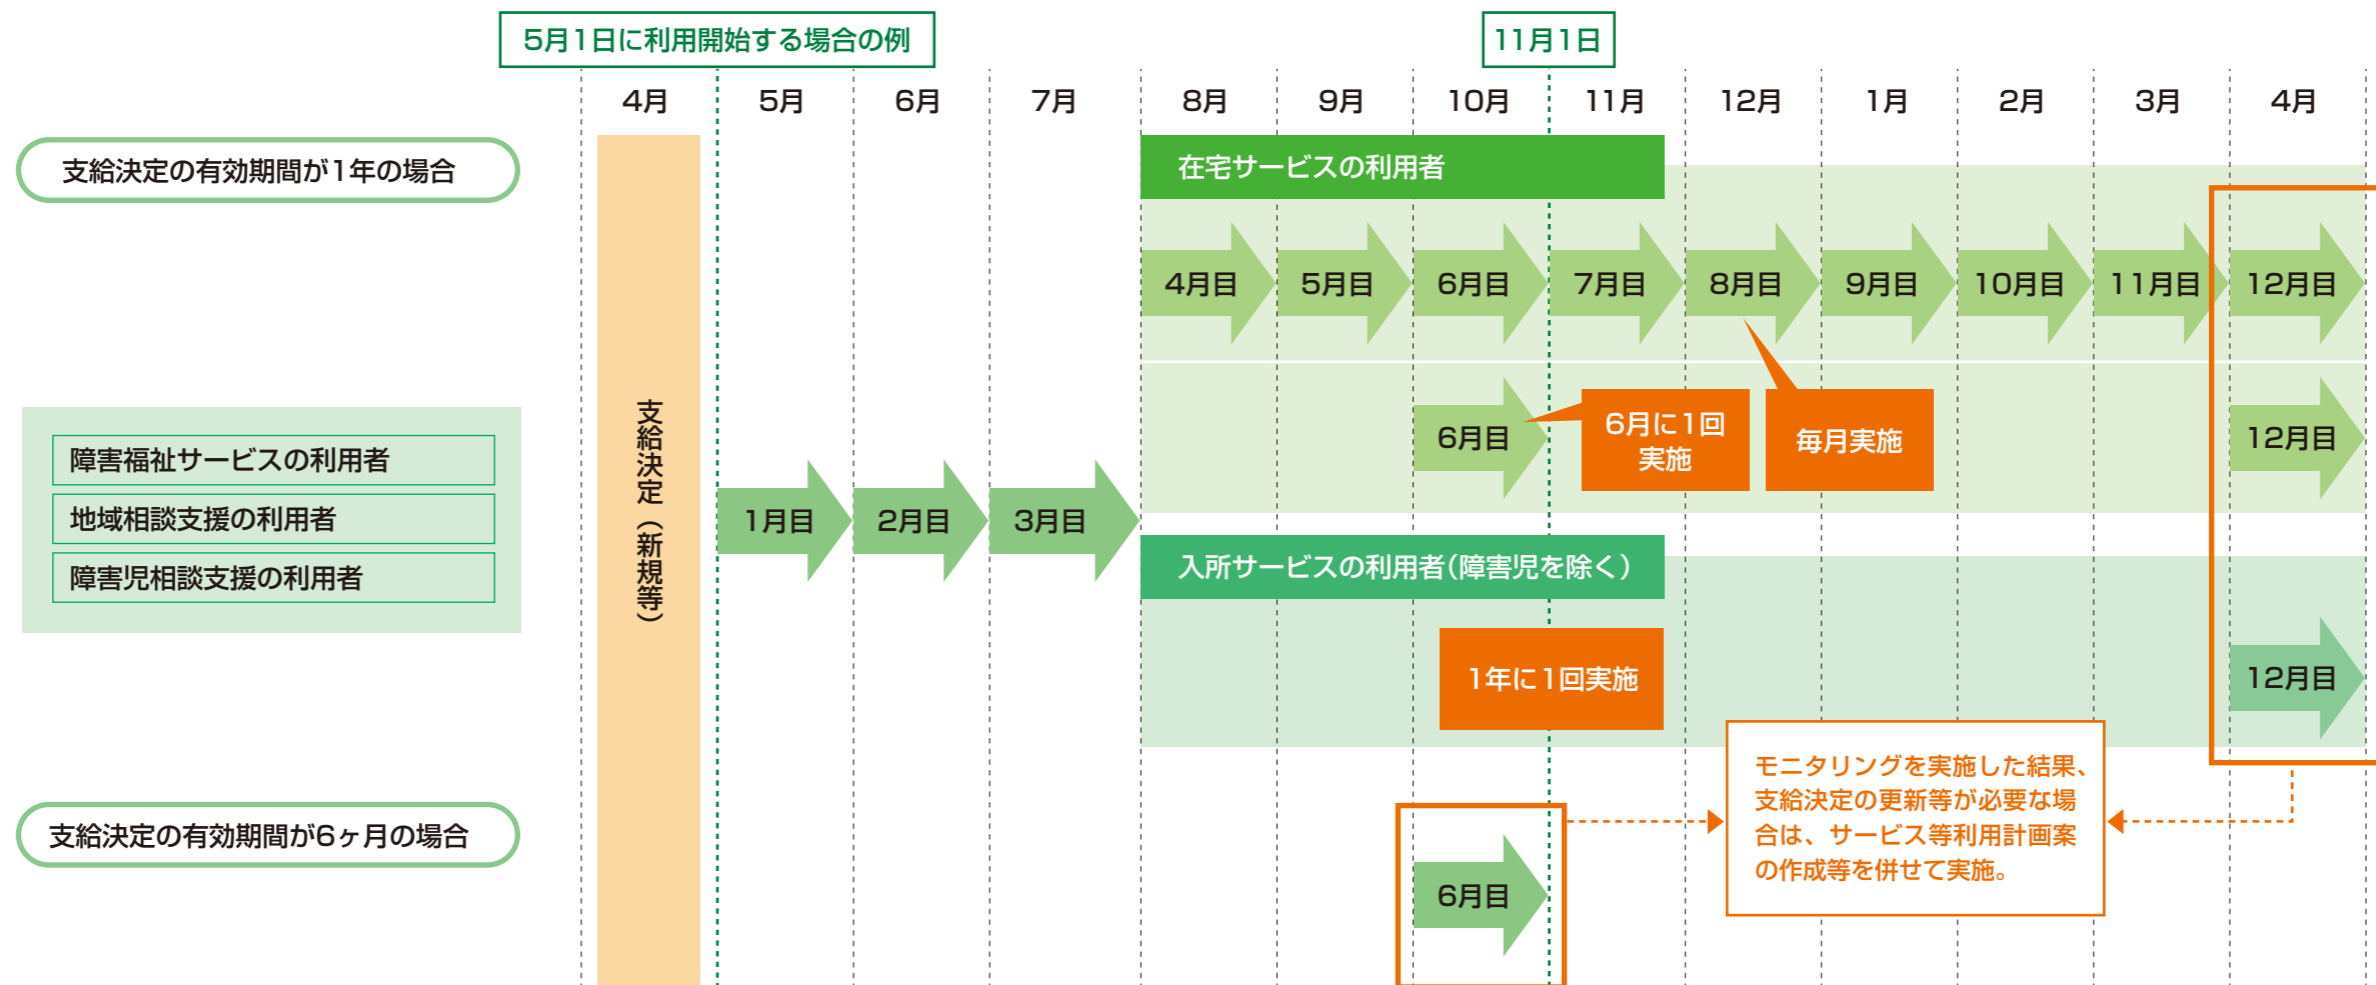 5月1日に利用開始する場合の例
11月1日
4月
5月
6月
7月
8月
9月
10月
11月
12月
1月
2月
3月
4月
支給決定の有効期間が1年の場合
在宅サービスの利用者
4月目
5月目
6月目
7月目
8月目
9月目
10月目
11月目
12月目
6月目
6月に1回
実施
毎月実施
12月目
障害福祉サービスの利用者
地域相談支援の利用者
障害児相談支援の利用者
支給決定（新規等）
1月目
2月目
3月目
入所サービスの利用者（障害児を除く）
1年に1回実施
12月目
モニタリングを実施した結果、
支給決定の更新等が必要な場
合は、サービス等利用計画案
の作成等を併せて実施。
支給決定の有効期間が6ヶ月の場合
6月目